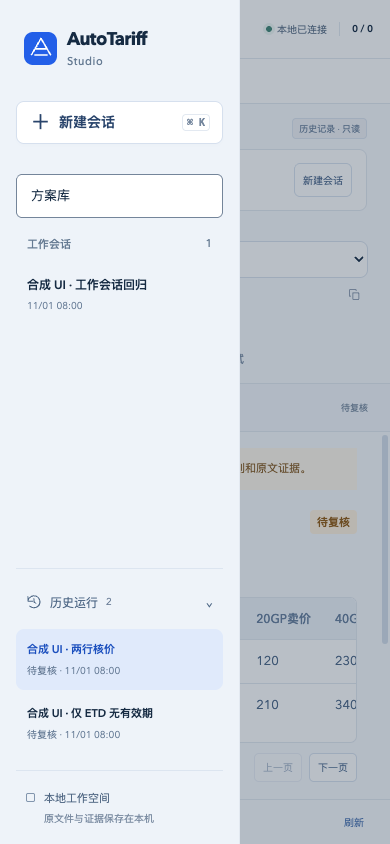 AutoTariff
Studio
本地已连接
0 / 0
新建会话
⌘ K
历史记录 · 只读
新建会话
方案库
工作会话
1
合成 UI · 工作会话回归
11/01 08:00
待复核
和原文证据。
待复核
历史运行 2
20GP卖价
40G
合成 UI · 两行核价
待复核 · 11/01 08:00
120
230
合成 UI · 仅 ETD 无有效期
待复核 · 11/01 08:00
210
340
上一页
下一页
本地工作空间
原文件与证据保存在本机
刷新